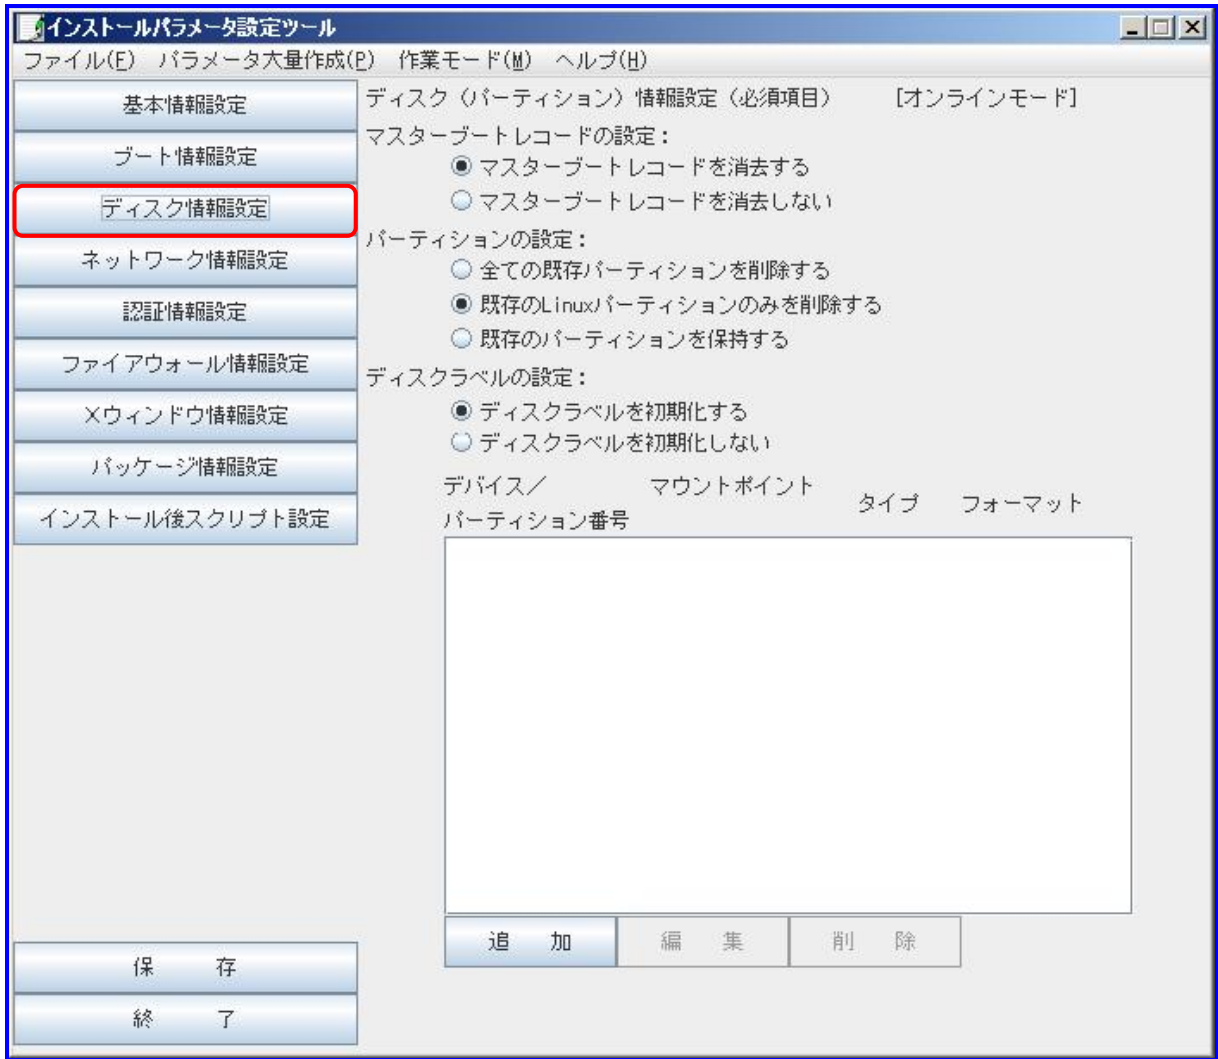 インストールパラメータ設定ツール
ファイル(F) パラメータ大量作成(P) 作業モード(M) ヘルプ(H)
基本情報設定
ブート情報設定
ディスク情報設定
ネットワーク情報設定
認証情報設定
ファイアウォール情報設定
Xウィンドウ情報設定
パッケージ情報設定
インストール後スクリプト設定
保 存
終 了
ディスク（パーティション）情報設定（必須項目） [オンラインモード]
マスターブートレコードの設定：
マスターブートレコードを消去する
マスターブートレコードを消去しない
パーティションの設定：
全ての既存パーティションを削除する
既存のLinuxパーティションのみを削除する
既存のパーティションを保持する
ディスクラベルの設定：
ディスクラベルを初期化する
ディスクラベルを初期化しない
デバイス／
パーティション番号
マウントポイント
タイプ
フォーマット
追 加
編 集
削 除